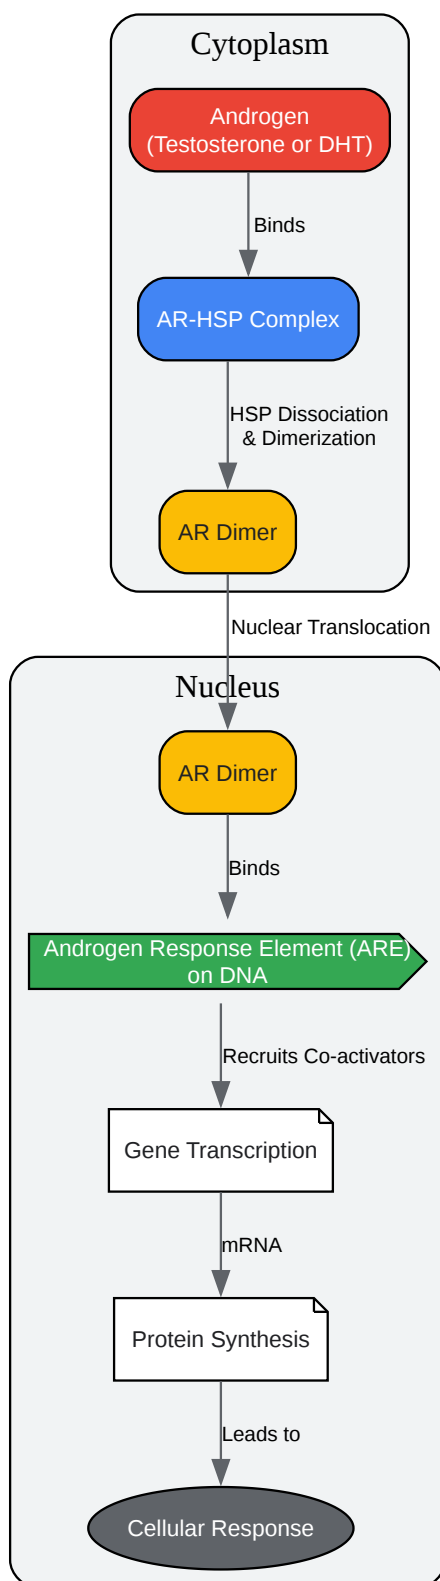 Cytoplasm
Androgen
(Testosterone or DHT)
Binds
AR-HSP Complex
HSP Dissociation
& Dimerization
AR Dimer
Nuclear Translocation
Nucleus
AR Dimer
Binds
Androgen Response Element (ARE)
on DNA
Recruits Co-activators
Gene Transcription
mRNA
Protein Synthesis
Leads to
Cellular Response